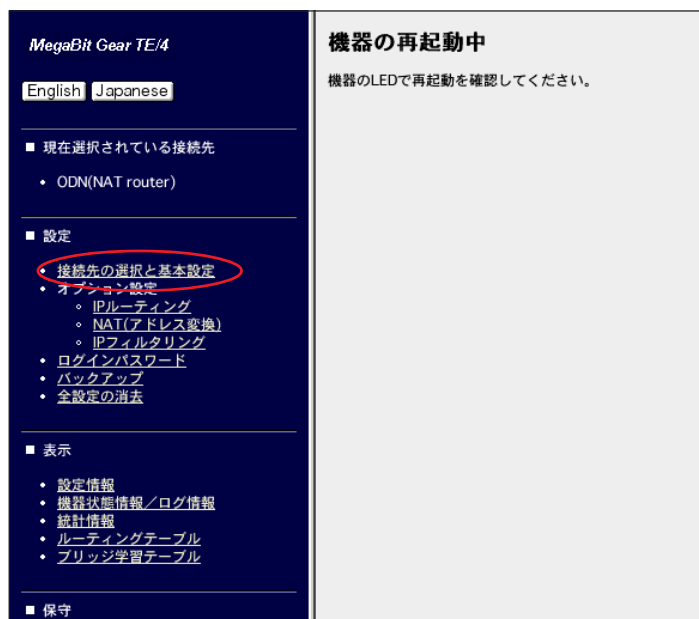 MegaBit Gear TE/4
English Japanese
■ 現在選択されている接続先
• ODN(NAT router)
■ 設定
• 接続先の選択と基本設定
• オプション設定
◦ IPルーティング
◦ NAT(アドレス変換)
◦ IPフィルタリング
• ログインパスワード
• バックアップ
• 全設定の消去
■ 表示
• 設定情報
• 機器状態情報／ログ情報
• 統計情報
• ルーティングテーブル
• ブリッジ学習テーブル
■ 保守
機器の再起動中
機器のLEDで再起動を確認してください。